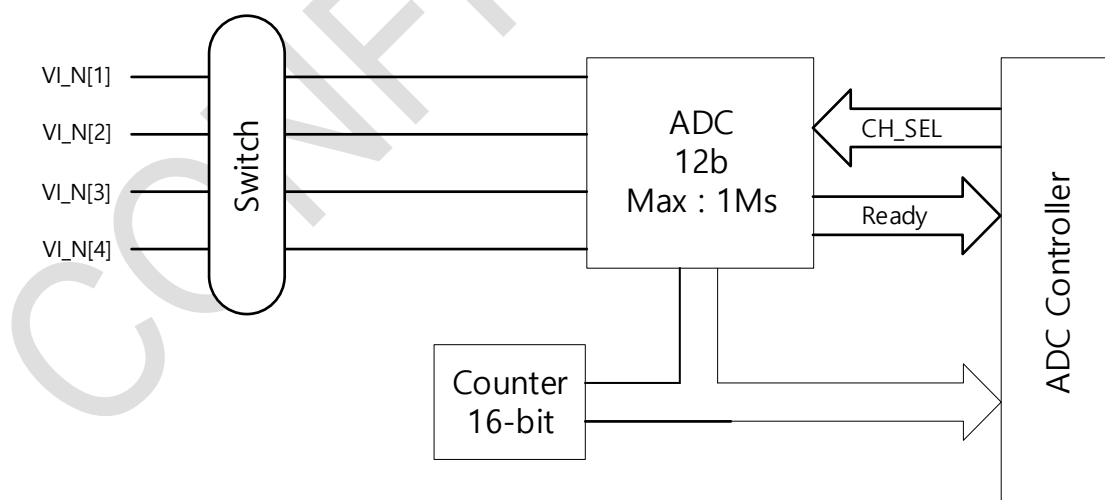 VI_N[1]
VI_N[2]
VI_N[3]
VI_N[4]
Switch
ADC
12b
Max : 1Ms
CH_SEL
Ready
ADC Controller
Counter
16-bit